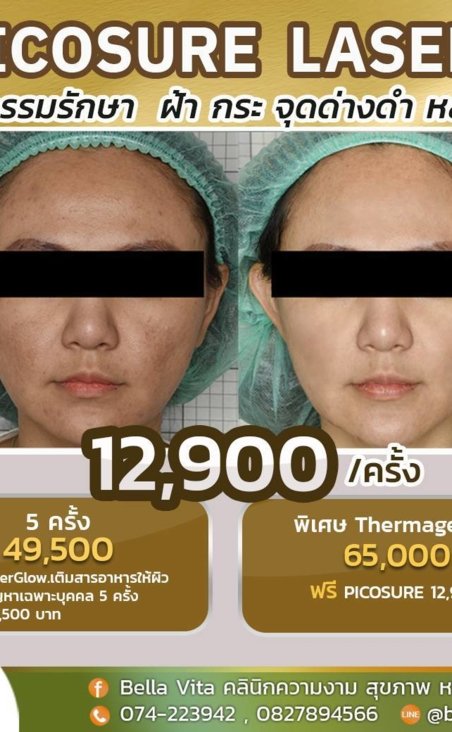 ICOSURE LASE
รรมรักษา ฝ้า กระ จุดด่างดำ
12,900 /ครั้ง
5 ครั้ง
49,500
erGlow.เติมสารอาหารให้ผิว
ญหาเฉพาะบุคคล 5 ครั้ง
,500 บาท
พิเศษ Thermage
65,000
ฟรี PICOSURE 12,9
Bella Vita คลินิกความงาม สุขภาพ ห
074-223942 , 0827894566 LINE @b